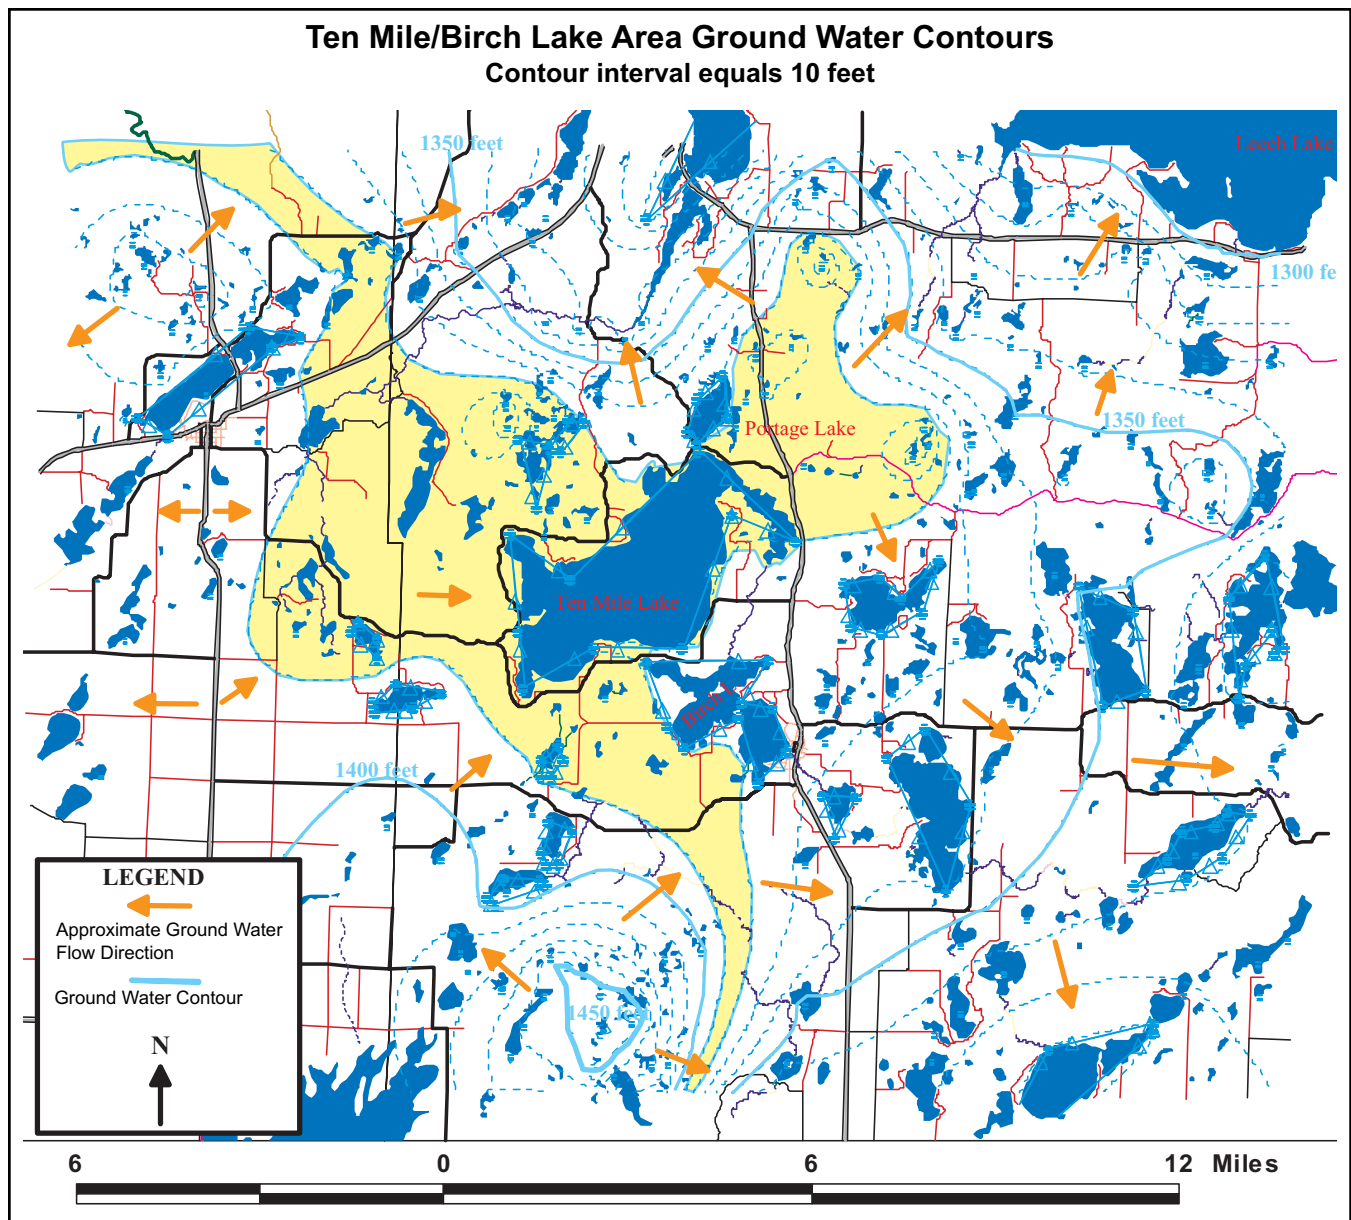 Ten Mile/Birch Lake Area Ground Water Contours
Contour interval equals 10 feet
1350 feet
Leech Lake
1300 fe
Portage Lake
1350 feet
Ten Mile Lake
Birch L
1400 feet
1450 feet
LEGEND
Approximate Ground Water
Flow Direction
Ground Water Contour
N
6 0 6 12 Miles